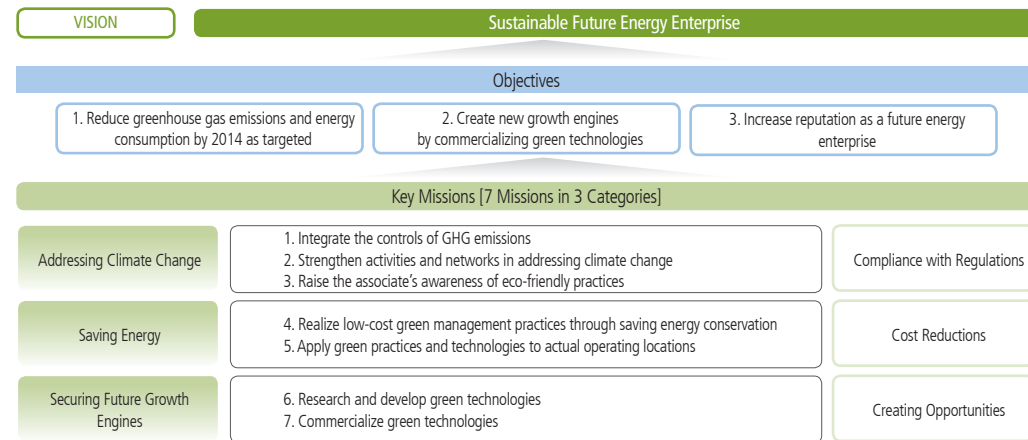 VISION
Sustainable Future Energy Enterprise
Objectives
1. Reduce greenhouse gas emissions and energy
consumption by 2014 as targeted
2. Create new growth engines
by commercializing green technologies
3. Increase reputation as a future energy
enterprise
Key Missions [7 Missions in 3 Categories]
Addressing Climate Change
1. Integrate the controls of GHG emissions
2. Strengthen activities and networks in addressing climate change
3. Raise the associate's awareness of eco-friendly practices
Compliance with Regulations
Saving Energy
4. Realize low-cost green management practices through saving energy conservation
5. Apply green practices and technologies to actual operating locations
Cost Reductions
Securing Future Growth
Engines
6. Research and develop green technologies
7. Commercialize green technologies
Creating Opportunities